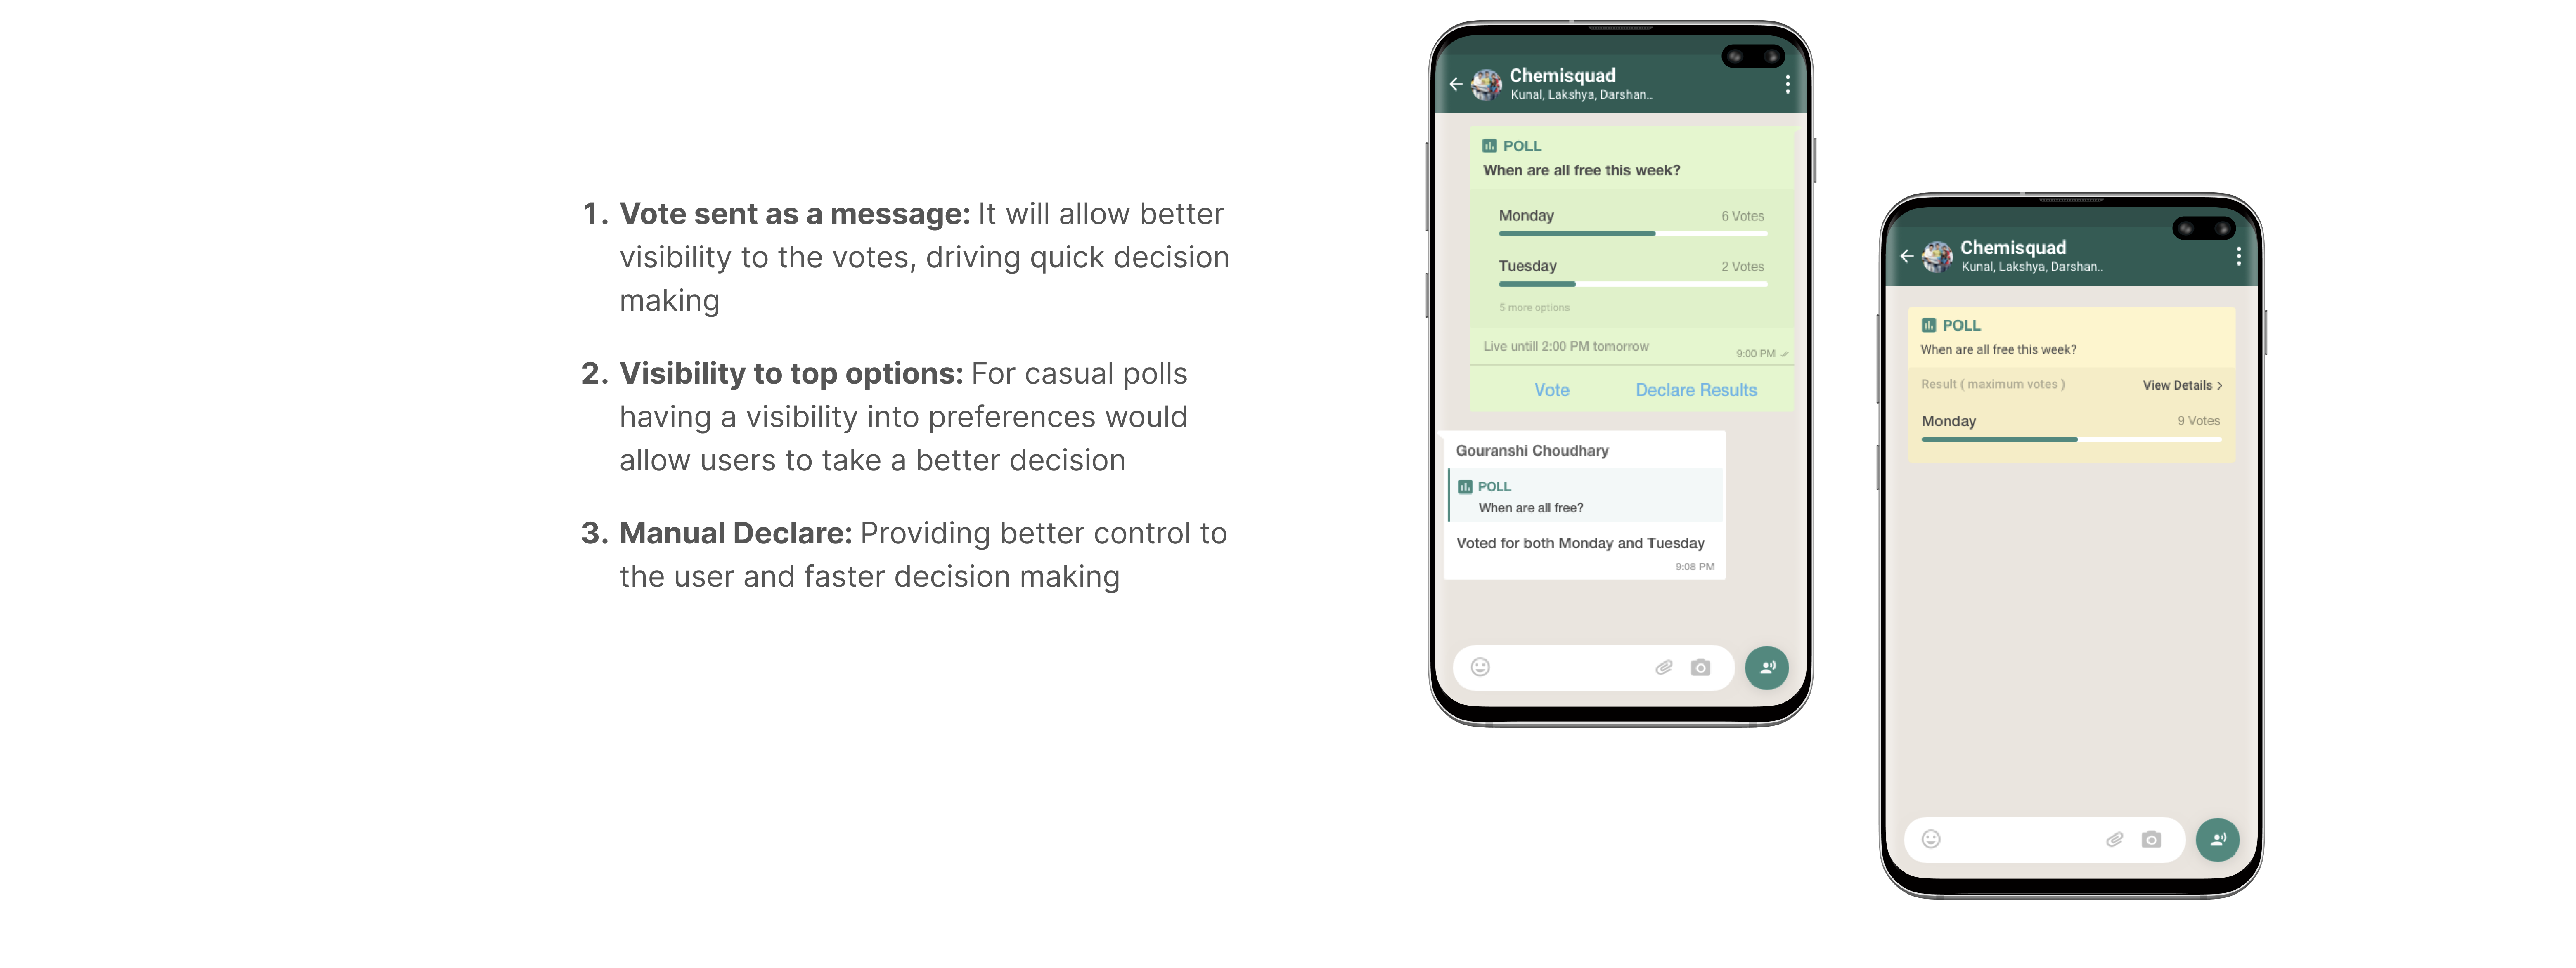 1. Vote sent as a message: It will allow better
visibility to the votes, driving quick decision
making
2. Visibility to top options: For casual polls
having a visibility into preferences would
allow users to take a better decision
3. Manual Declare: Providing better control to
the user and faster decision making
Chemisquad
Kunal, Lakshya, Darshan..
POLL
When are all free this week?
Monday 6 Votes
Tuesday 2 Votes
5 more options
Live untill 2:00 PM tomorrow
9:00 PM
Vote Declare Results
Gouranshi Choudhary
POLL
When are all free?
Voted for both Monday and Tuesday
9:08 PM
Chemisquad
Kunal, Lakshya, Darshan..
POLL
When are all free this week?
Result ( maximum votes ) View Details >
Monday 9 Votes